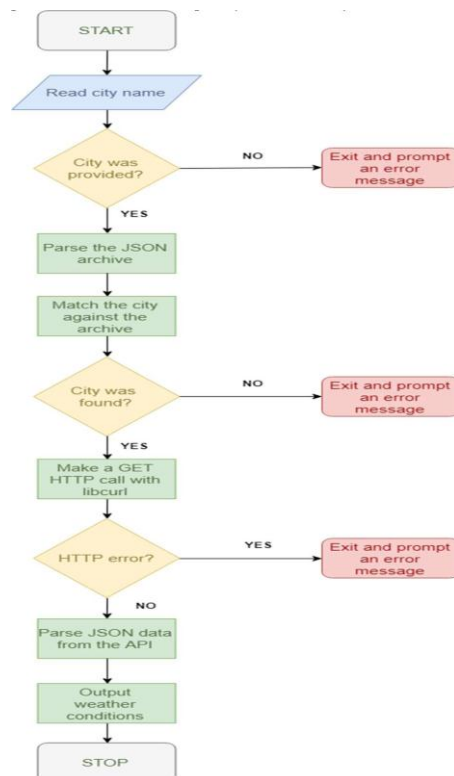 START
Read city name
City was
provided?
NO
Exit and prompt
an error
message
YES
Parse the JSON
archive
Match the city
against the
archive
City was
found?
NO
Exit and prompt
an error
message
YES
Make a GET
HTTP call with
libcurl
HTTP error?
YES
Exit and prompt
an error
message
NO
Parse JSON data
from the API
Output
weather
conditions
STOP